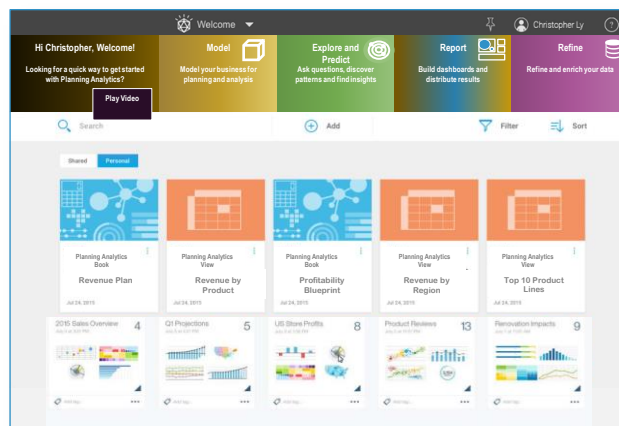 Welcome
Christopher Ly
?
Hi Christopher, Welcome!
Looking for a quick way to get started
with Planning Analytics?
Play Video
Model
Model your business for
planning and analysis
Explore and
Predict
Ask questions, discover
patterns and find insights
Report
Build dashboards and
distribute results
Refine
Refine and enrich your data
Search
Add
Filter
Sort
Shared
Personal
Planning Analytics
Book
Revenue Plan
Jul 24, 2015
Planning Analytics
View
Revenue by
Product
Jul 24, 2015
Planning Analytics
Book
Profitability
Blueprint
Jul 24, 2015
Planning Analytics
View
Revenue by
Region
Jul 24, 2015
Planning Analytics
View
Top 10 Product
Lines
Jul 24, 2015
2015 Sales Overview 4
Q1 Projections 5
US Store Profits 8
Product Reviews 13
Renovation Impacts 9